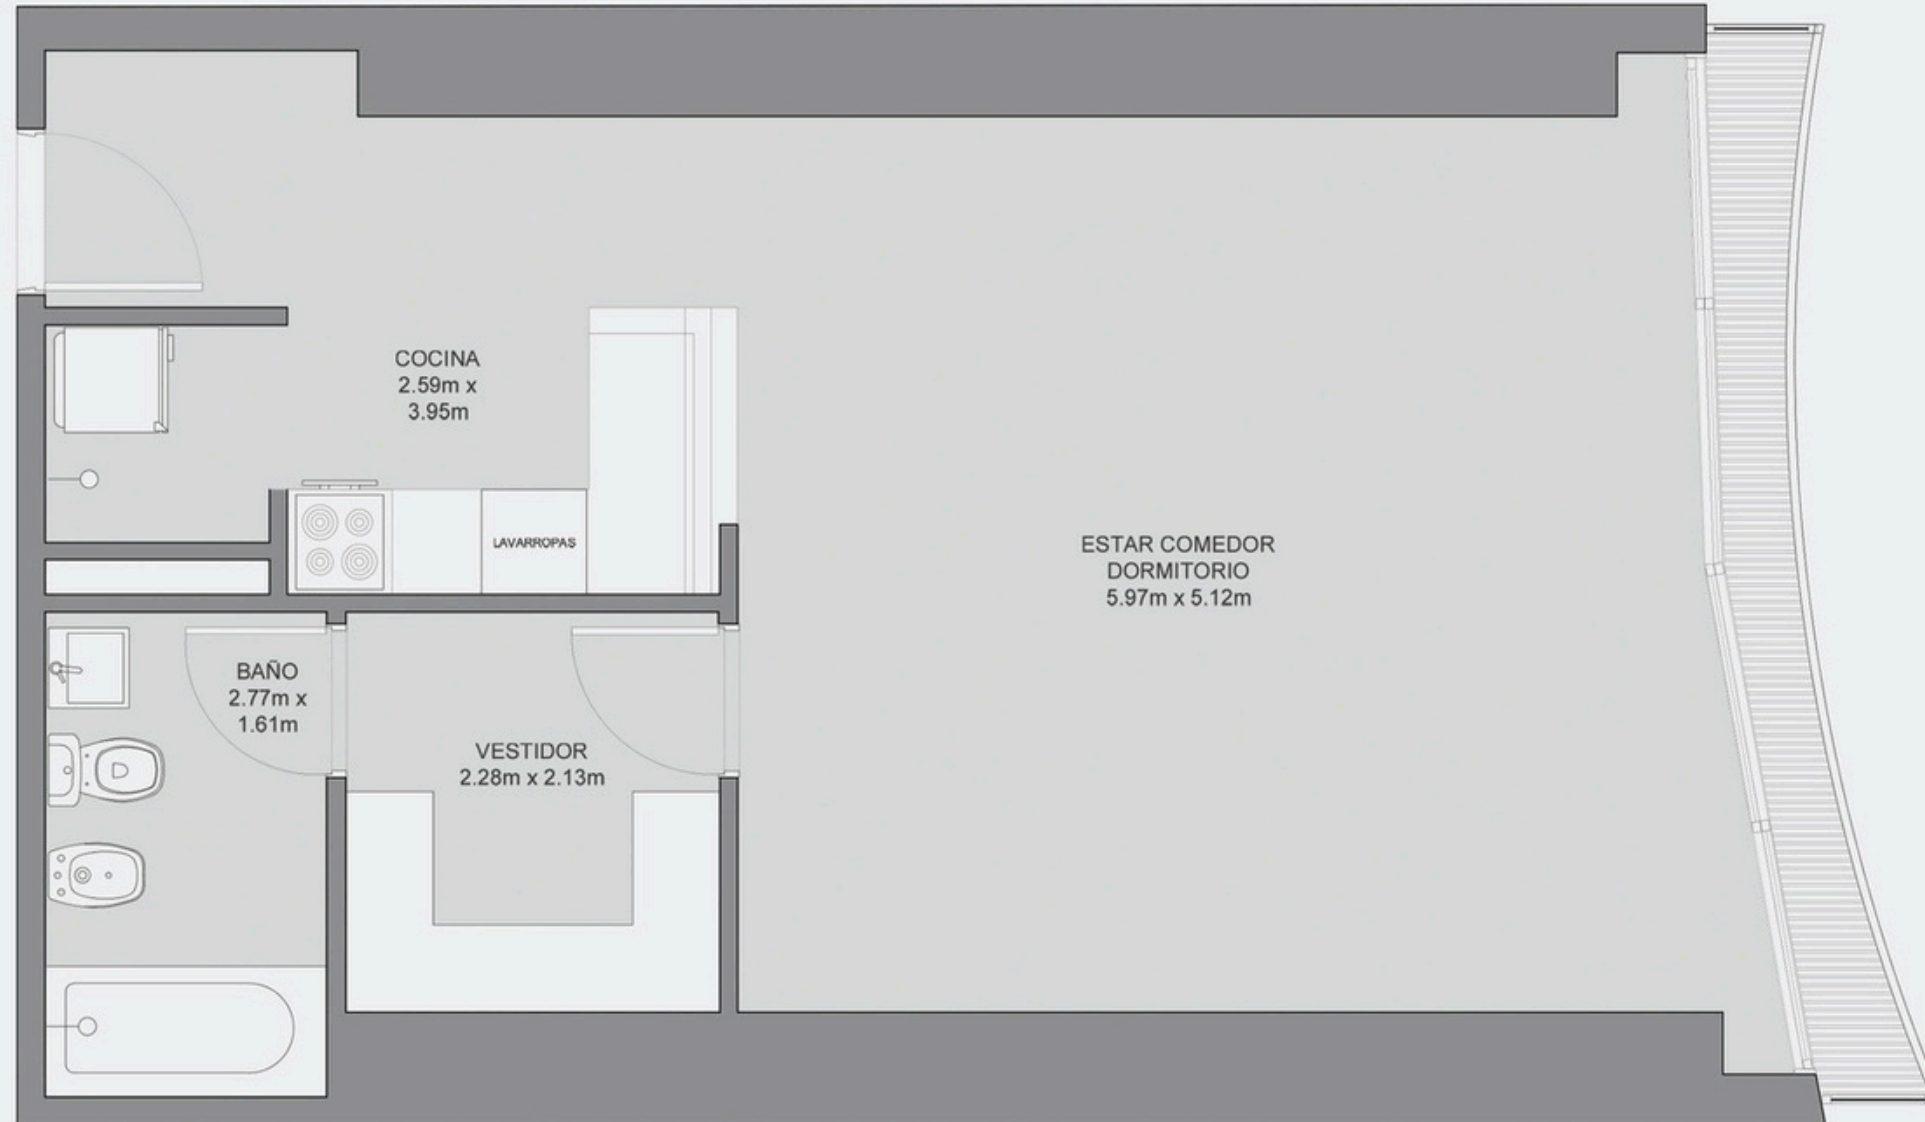 COCINA
2.59m x
3.95m
LAVARROPAS
ESTAR COMEDOR
DORMITORIO
5.97m x 5.12m
BAÑO
2.77m x
1.61m
VESTIDOR
2.28m x 2.13m